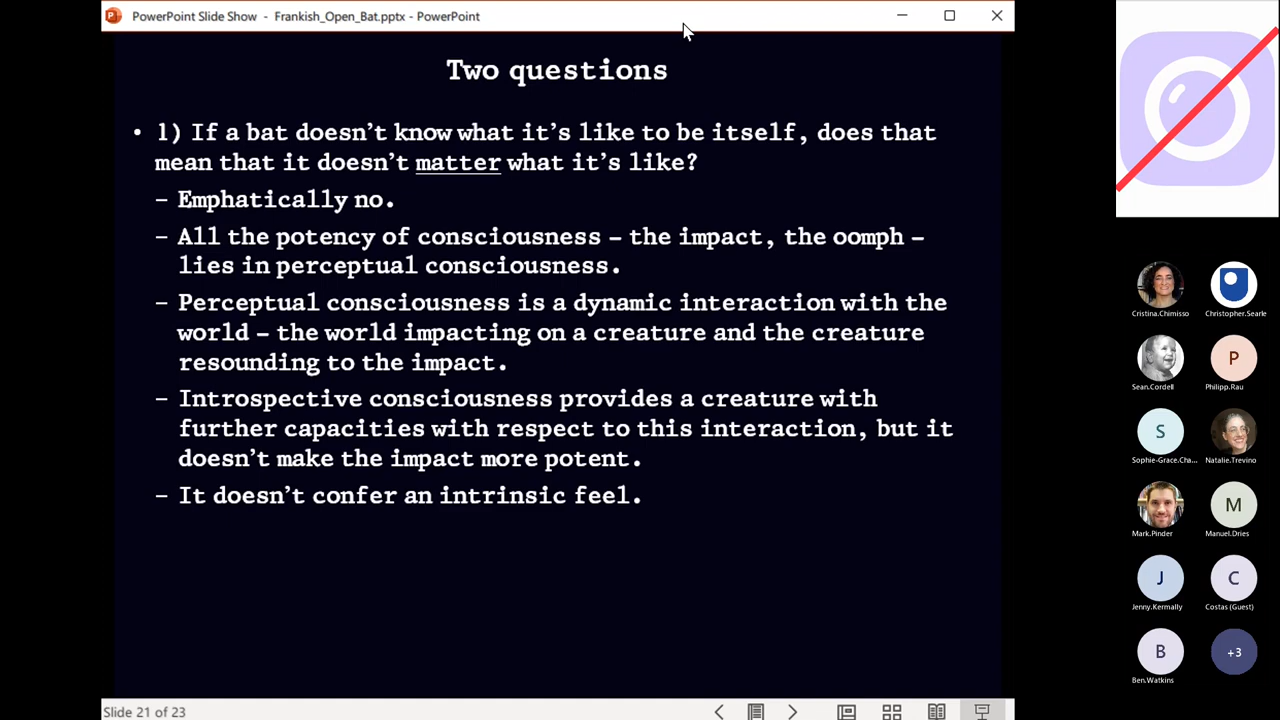 PowerPoint Slide Show - Frankish_Open_Bat.pptx - PowerPoint
Two questions
• 1) If a bat doesn't know what it's like to be itself, does that
mean that it doesn't matter what it's like?
– Emphatically no.
– All the potency of consciousness – the impact, the oomph –
lies in perceptual consciousness.
– Perceptual consciousness is a dynamic interaction with the
world – the world impacting on a creature and the creature
resounding to the impact.
– Introspective consciousness provides a creature with
further capacities with respect to this interaction, but it
doesn't make the impact more potent.
– It doesn't confer an intrinsic feel.
Slide 21 of 23
Cristina.Chimisso
Christopher.Searle
P
Sean.Cordell
Philipp.Rau
S
Sophie-Grace.Cha...
Natalie.Trevino
M
Mark.Pinder
Manuel.Dries
J
C
Jenny.Kermally
Costas (Guest)
B
+3
Ben.Watkins